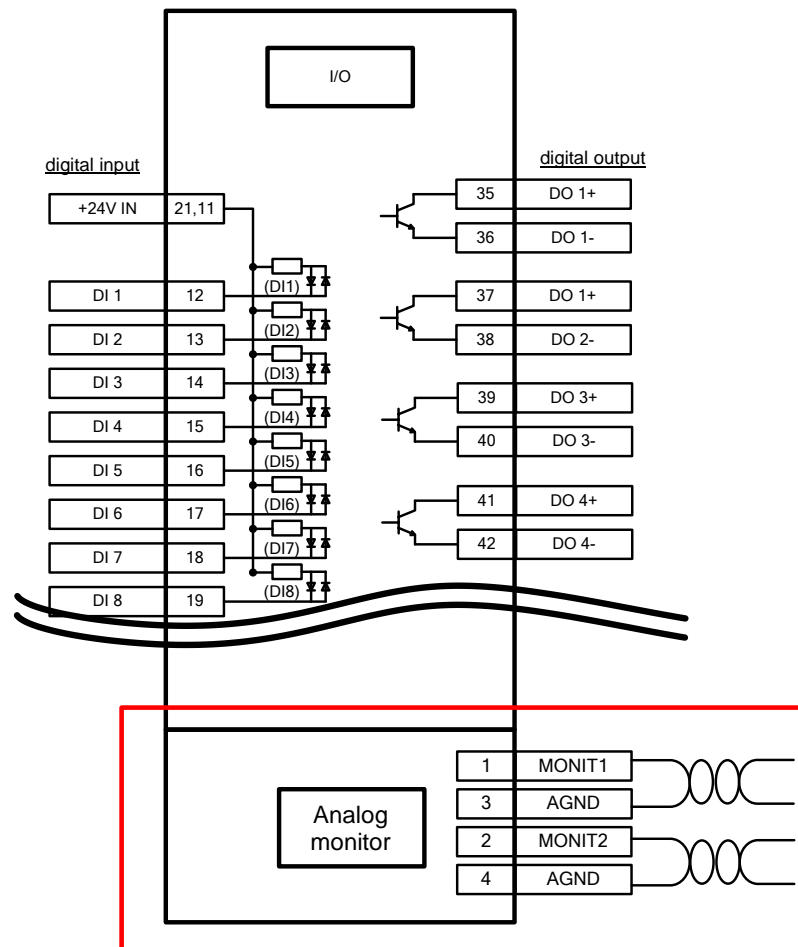 I/O
digital input
digital output
+24V IN 21,11
35 DO 1+
36 DO 1-
(DI1)
DI 1 12
37 DO 1+
(DI2)
DI 2 13
38 DO 2-
(DI3)
DI 3 14
39 DO 3+
(DI4)
DI 4 15
40 DO 3-
(DI5)
DI 5 16
41 DO 4+
(DI6)
DI 6 17
42 DO 4-
(DI7)
DI 7 18
(DI8)
DI 8 19
Analog
monitor
1 MONIT1
3 AGND
2 MONIT2
4 AGND